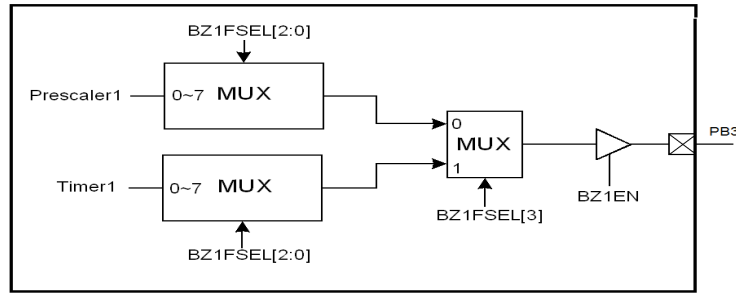 BZ1FSEL[2:0]
Prescaler1
0~7 MUX
0
MUX
1
PB3
BZ1EN
Timer1
0~7 MUX
BZ1FSEL[3]
BZ1FSEL[2:0]